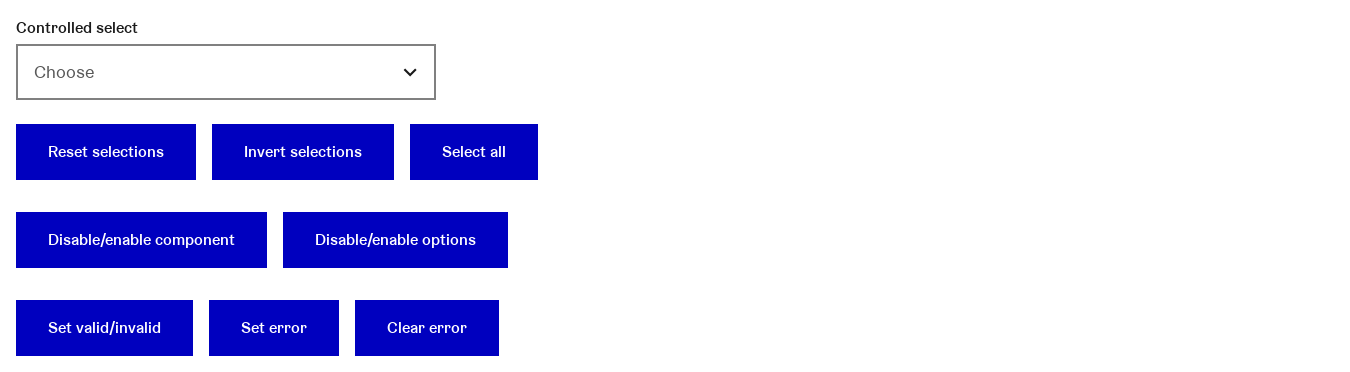 Controlled select
Choose
Reset selections
Invert selections
Select all
Disable/enable component
Disable/enable options
Set valid/invalid
Set error
Clear error